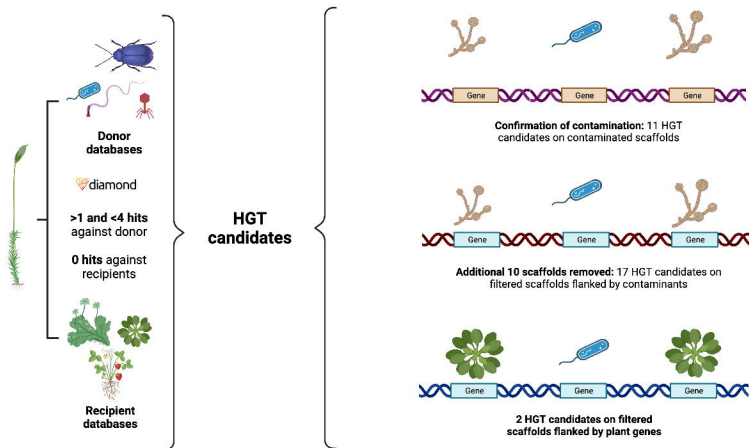 Donor
databases
diamond
>1 and <4 hits
against donor
0 hits against
recipients
Recipient
databases
HGT
candidates
Gene Gene Gene
Confirmation of contamination: 11 HGT
candidates on contaminated scaffolds
Gene Gene Gene
Additional 10 scaffolds removed: 17 HGT candidates on
filtered scaffolds flanked by contaminants
Gene Gene Gene
2 HGT candidates on filtered
scaffolds flanked by plant genes